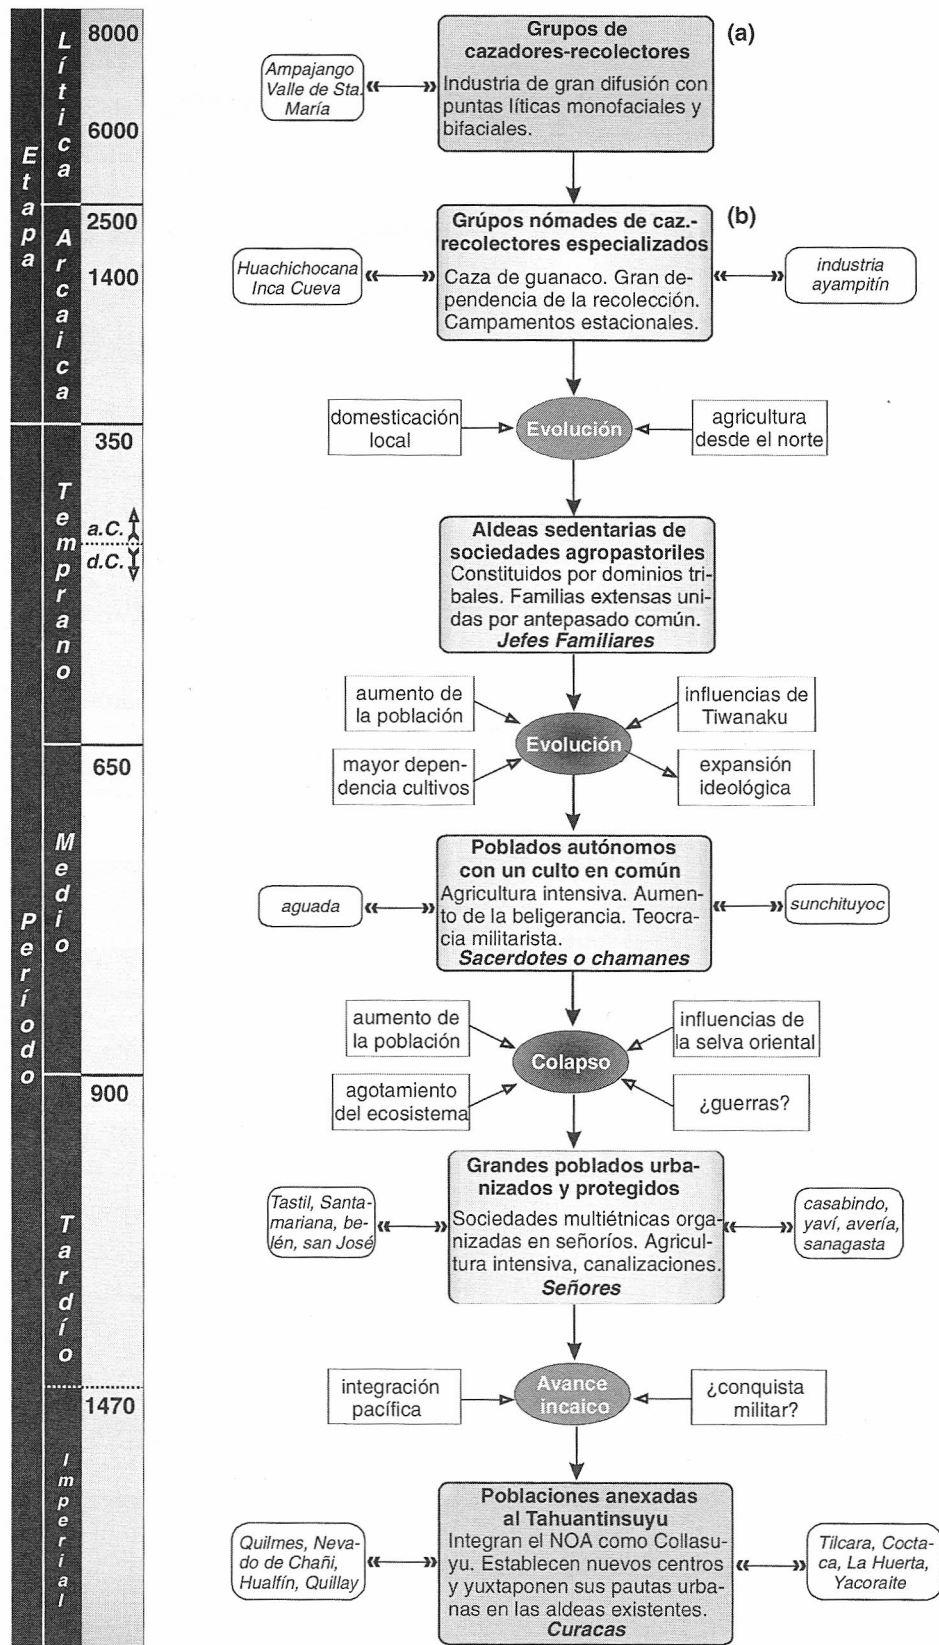 Etapa
Período
Lítica
Arcaica
Temprano
Medio
Tardío
Imperial
8000
6000
2500
1400
350
a.C.
d.C.
650
900
1470
Grupos de
cazadores-recolectores
(a)
Industria de gran difusión con
puntas líticas monofaciales y
bifaciales.
Ampajango
Valle de Sta.
María
Grúpos nómades de caz.-
recolectores especializados
(b)
Caza de guanaco. Gran de-
pendencia de la recolección.
Campamentos estacionales.
Huachichocana
Inca Cueva
industria
ayampitín
domesticación
local
Evolución
agricultura
desde el norte
Aldeas sedentarias de
sociedades agropastoriles
Constituidos por dominios tri-
bales. Familias extensas uni-
das por antepasado común.
Jefes Familiares
aumento de
la población
influencias de
Tiwanaku
Evolución
mayor depen-
dencia cultivos
expansión
ideológica
Poblados autónomos
con un culto en común
Agricultura intensiva. Aumen-
to de la beligerancia. Teocra-
cia militarista.
Sacerdotes o chamanes
aguada
sunchituyoc
aumento de
la población
influencias de
la selva oriental
Colapso
agotamiento
del ecosistema
¿guerras?
Grandes poblados urba-
nizados y protegidos
Sociedades multiétnicas orga-
nizadas en señoríos. Agricul-
tura intensiva, canalizaciones.
Señores
Tastil, Santa-
mariana, be-
lén, san José
casabindo,
yaví, avería,
sanagasta
integración
pacífica
Avance
incaico
¿conquista
militar?
Poblaciones anexadas
al Tahuantinsuyu
Integran el NOA como Collasu-
yu. Establecen nuevos centros
y yuxtaponen sus pautas urba-
nas en las aldeas existentes.
Curacas
Quilmes, Neva-
do de Chañi,
Hualfín, Quillay
Tilcara, Cocta-
ca, La Huerta,
Yacoraite